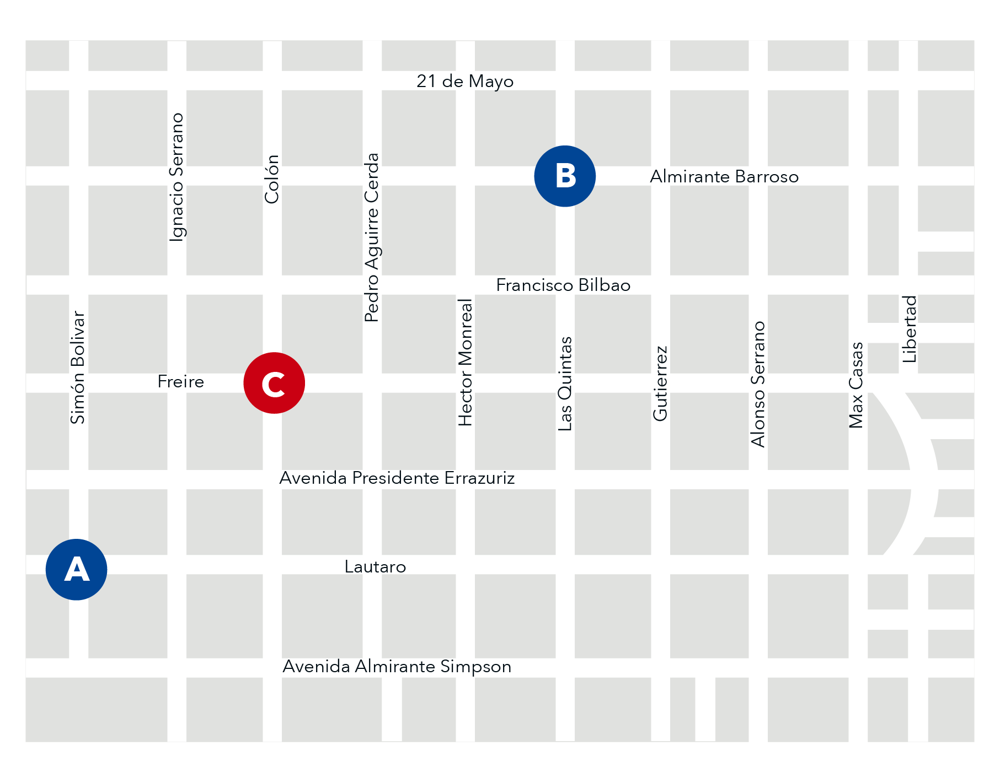 21 de Mayo
Ignacio Serrano
Colón
Pedro Aguirre Cerda
B
Almirante Barroso
Francisco Bilbao
Simón Bolivar
Freire
C
Hector Monreal
Las Quintas
Gutierrez
Alonso Serrano
Max Casas
Libertad
Avenida Presidente Errazuriz
A
Lautaro
Avenida Almirante Simpson